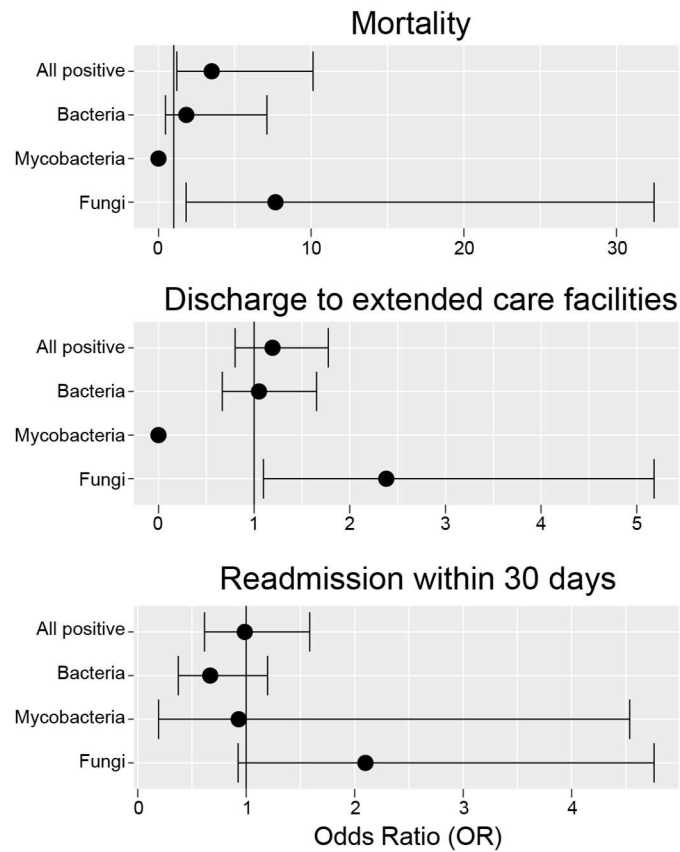 Mortality
All positive
Bacteria
Mycobacteria
Fungi
0 10 20 30
Discharge to extended care facilities
All positive
Bacteria
Mycobacteria
Fungi
0 1 2 3 4 5
Readmission within 30 days
All positive
Bacteria
Mycobacteria
Fungi
0 1 2 3 4
Odds Ratio (OR)